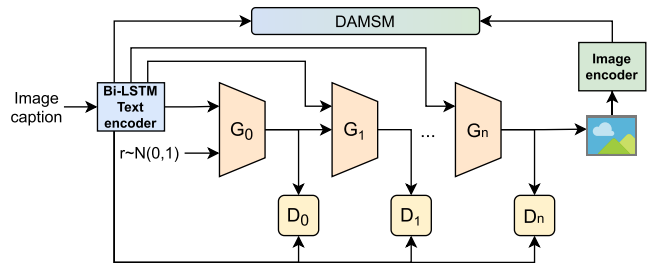 DAMSM
Image
encoder
Image
caption
Bi-LSTM
Text
encoder
G0
G1
...
Gn
r~N(0,1)
D0
D1
Dn